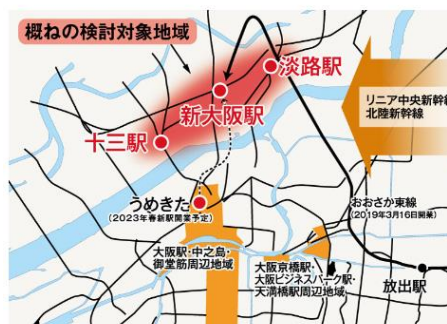 概ねの検討対象地域
淡路駅
新大阪駅
十三駅
リニア中央新幹線
北陸新幹線
うめきた
(2023年春新駅開業予定)
おおさか東線
(2019年3月16日開業)
大阪駅・中之島・
御堂筋周辺地域
大阪京橋駅・
大阪ビジネスパーク駅・
天満橋駅周辺地域
放出駅